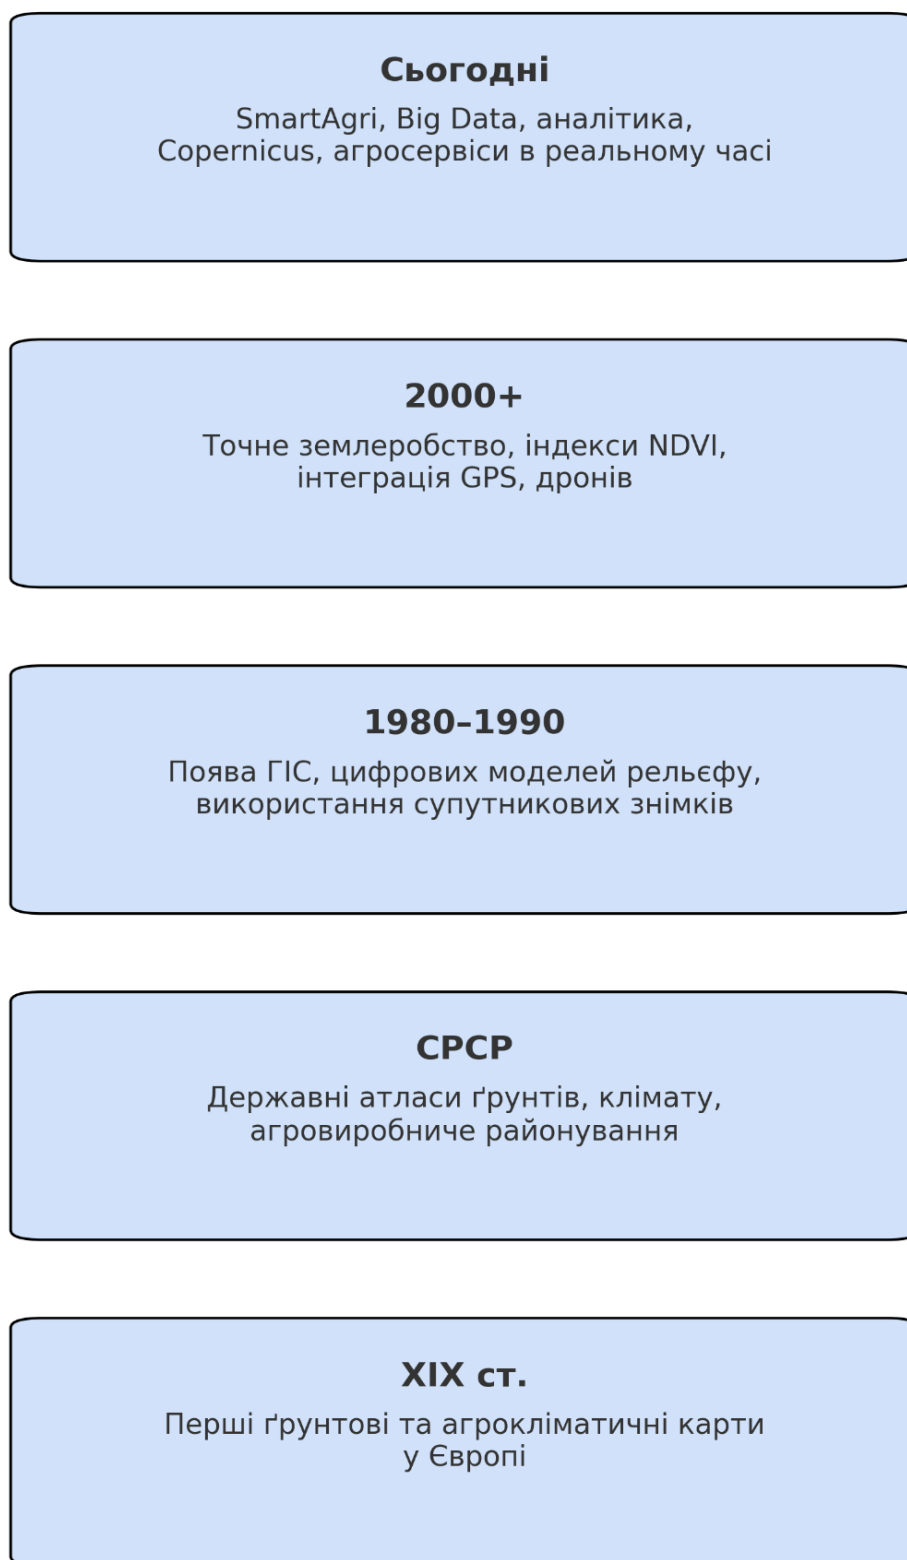 Сьогодні
SmartAgri, Big Data, аналітика,
Copernicus, агросервіси в реальному часі
2000+
Точне землеробство, індекси NDVI,
інтеграція GPS, дронів
1980–1990
Поява ГІС, цифрових моделей рельєфу,
використання супутникових знімків
СРСР
Державні атласи ґрунтів, клімату,
агровиробниче районування
XIX ст.
Перші ґрунтові та агрокліматичні карти
у Європі